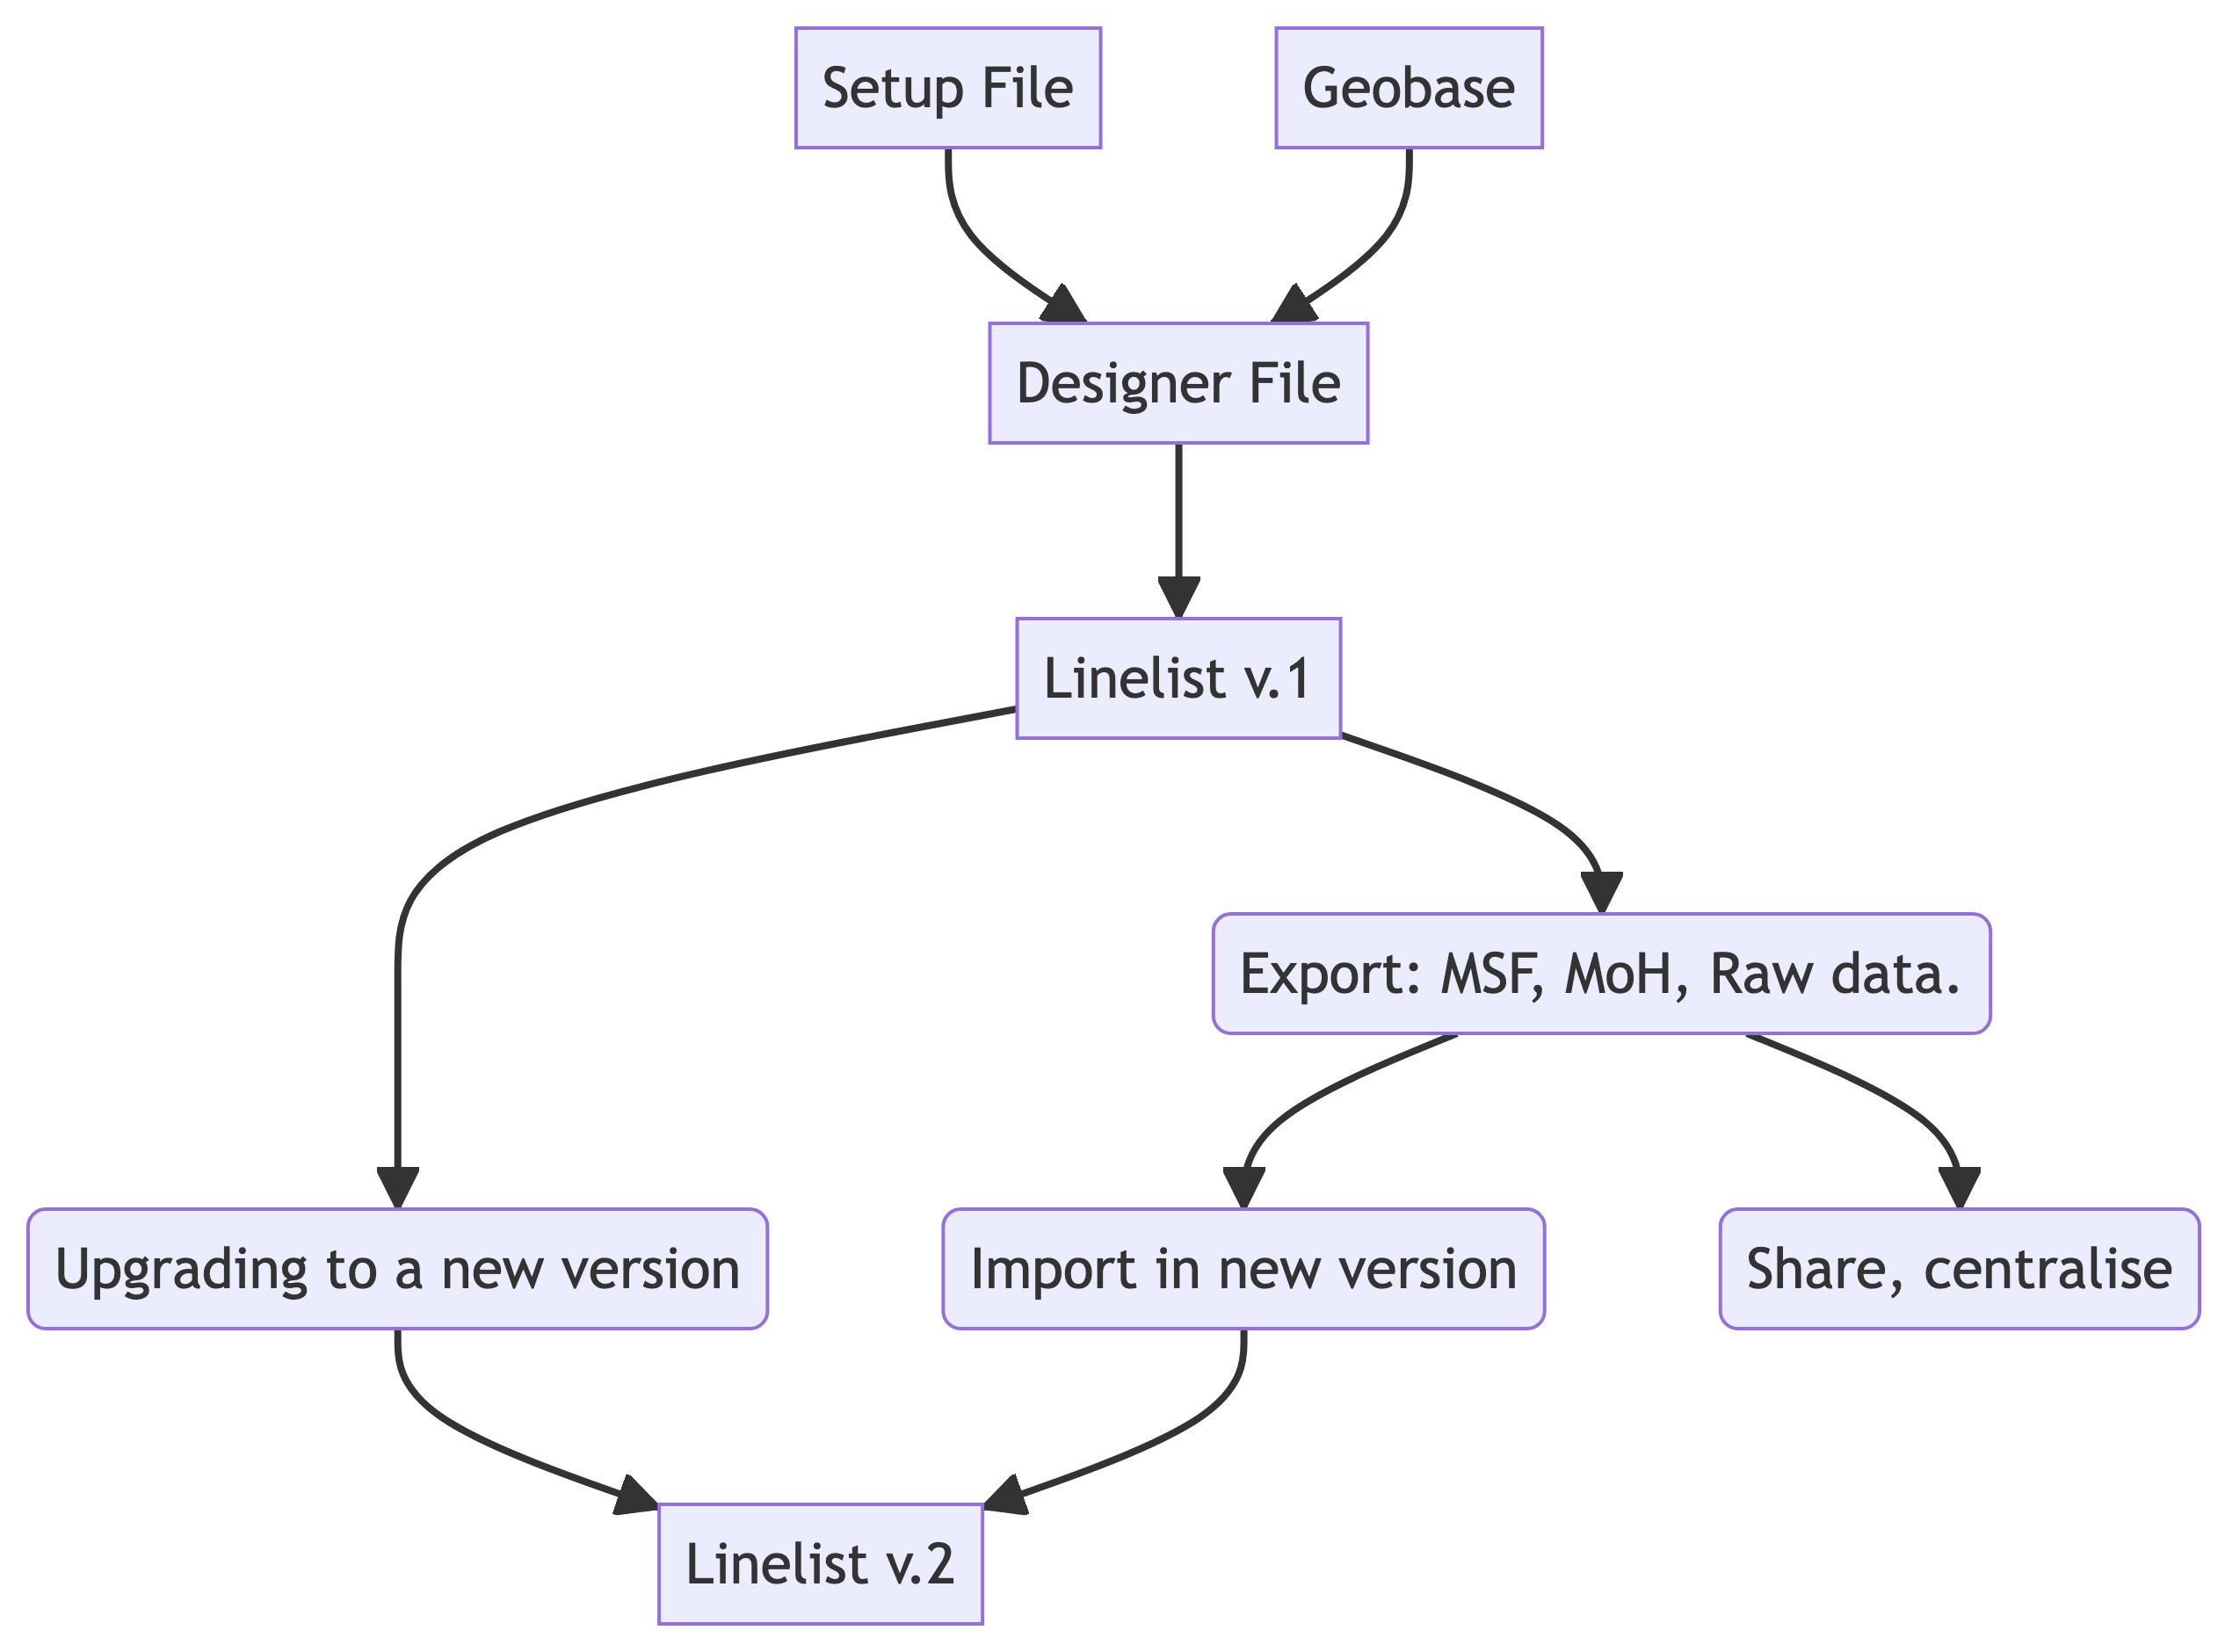 Setup File
Geobase
Designer File
Linelist v.1
Export: MSF, MoH, Raw data.
Upgrading to a new version
Import in new version
Share, centralise
Linelist v.2